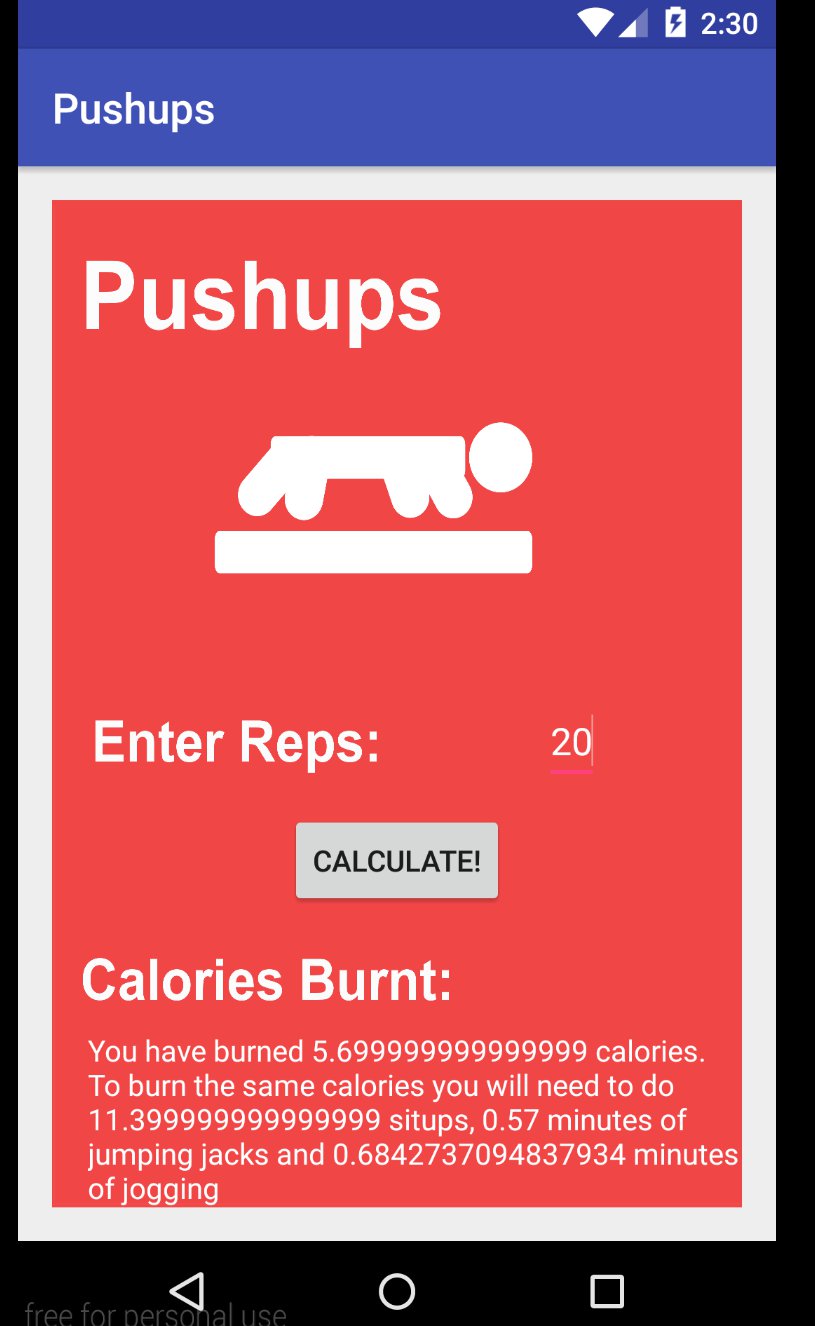 2:30
Pushups
Pushups
Enter Reps:
20
CALCULATE!
Calories Burnt:
You have burned 5.699999999999999 calories.
To burn the same calories you will need to do
11.399999999999999 situps, 0.57 minutes of
jumping jacks and 0.6842737094837934 minutes
of jogging
free for personal use